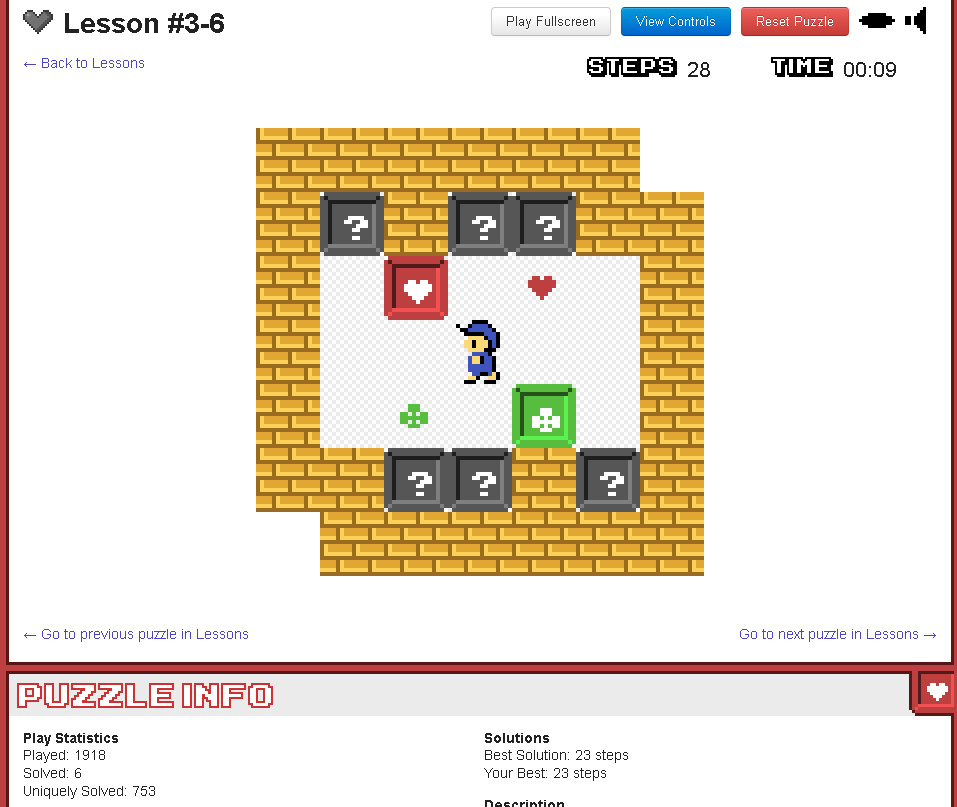 Lesson #3-6
Play Fullscreen
View Controls
Reset Puzzle
← Back to Lessons
STEPS 28
TIME 00:09
?
? ?
? ?
?
← Go to previous puzzle in Lessons
Go to next puzzle in Lessons →
PUZZLE INFO
Play Statistics
Played: 1918
Solved: 6
Uniquely Solved: 753
Solutions
Best Solution: 23 steps
Your Best: 23 steps
Description